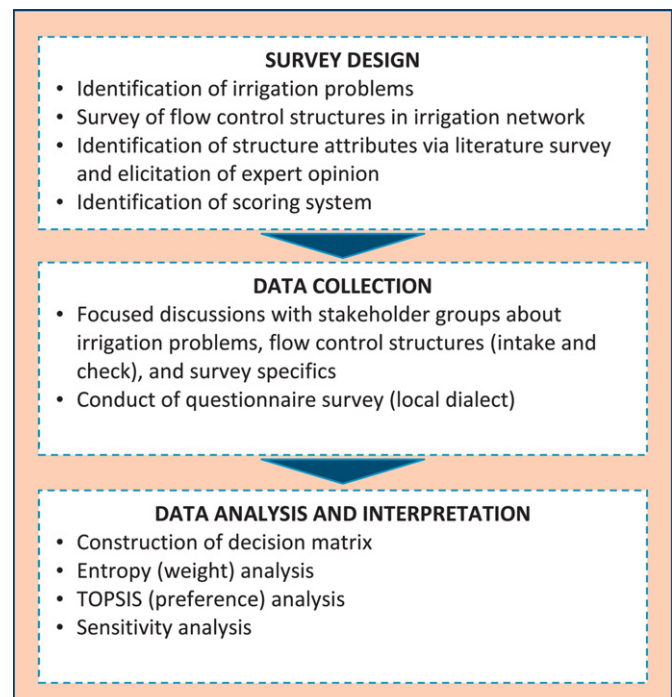 SURVEY DESIGN
• Identification of irrigation problems
• Survey of flow control structures in irrigation network
• Identification of structure attributes via literature survey
and elicitation of expert opinion
• Identification of scoring system
DATA COLLECTION
• Focused discussions with stakeholder groups about
irrigation problems, flow control structures (intake and
check), and survey specifics
• Conduct of questionnaire survey (local dialect)
DATA ANALYSIS AND INTERPRETATION
• Construction of decision matrix
• Entropy (weight) analysis
• TOPSIS (preference) analysis
• Sensitivity analysis